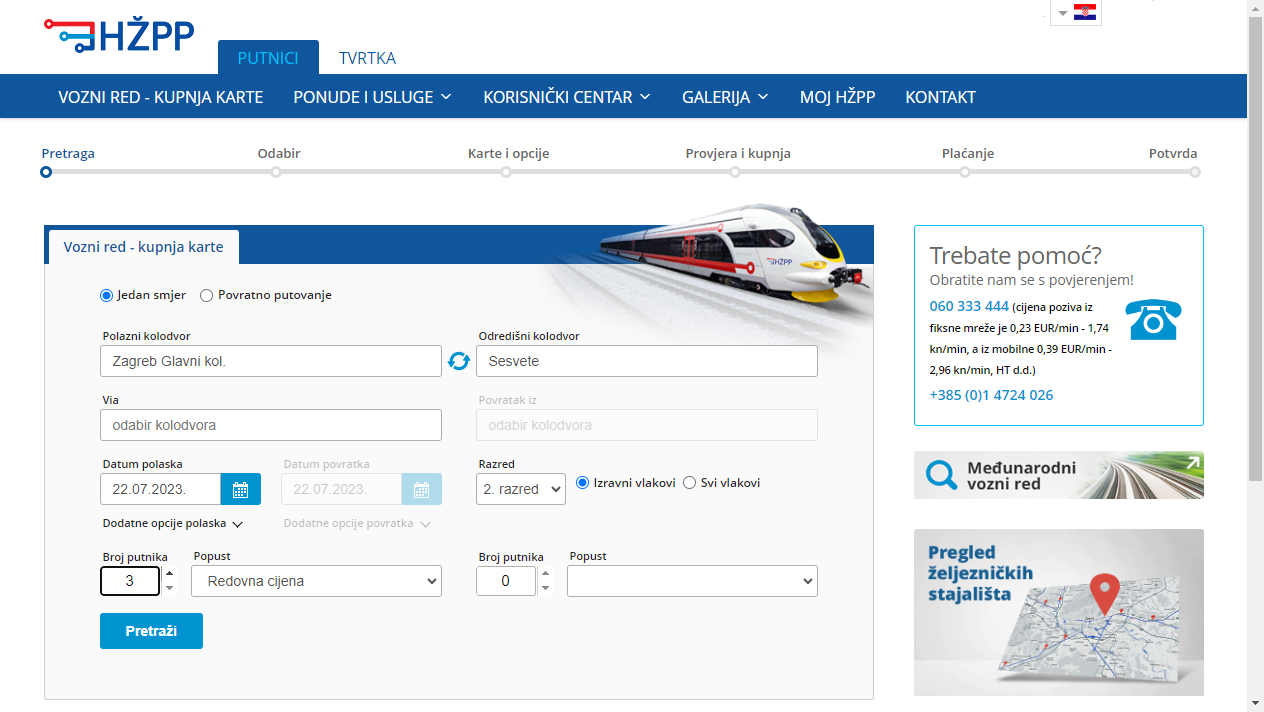 HŽPP
PUTNICI
TVRTKA
VOZNI RED - KUPNJA KARTE
PONUDE I USLUGE
KORISNIČKI CENTAR
GALERIJA
MOJ HŽPP
KONTAKT
Pretraga
Odabir
Karte i opcije
Provjera i kupnja
Plaćanje
Potvrda
Vozni red - kupnja karte
HŽPP
Jedan smjer
Povratno putovanje
Polazni kolodvor
Odredišni kolodvor
Zagreb Glavni kol.
Sesvete
Via
Povratak iz
odabir kolodvora
odabir kolodvora
Datum polaska
Datum povratka
Razred
22.07.2023.
22.07.2023.
2. razred
Izravni vlakovi
Svi vlakovi
Dodatne opcije polaska
Dodatne opcije povratka
Broj putnika
Popust
Broj putnika
Popust
3
Redovna cijena
0
Pretraži
Trebate pomoć?
Obratite nam se s povjerenjem!
060 333 444 (cijena poziva iz
fiksne mreže je 0,23 EUR/min - 1,74
kn/min, a iz mobilne 0,39 EUR/min -
2,96 kn/min, HT d.d.)
+385 (0)1 4724 026
Međunarodni
vozni red
Pregled
željezničkih
stajališta